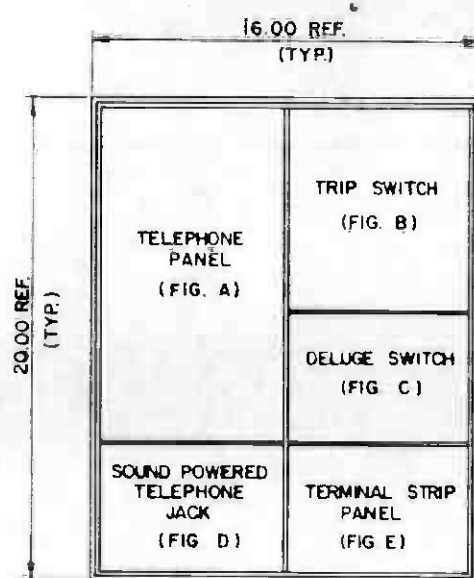 16.00 REF.
(TYP.)
20.00 REF.
(TYP.)
TELEPHONE
PANEL
(FIG. A)
TRIP SWITCH
(FIG. B)
DELUGE SWITCH
(FIG. C)
SOUND POWERED
TELEPHONE
JACK
(FIG. D)
TERMINAL STRIP
PANEL
(FIG. E)